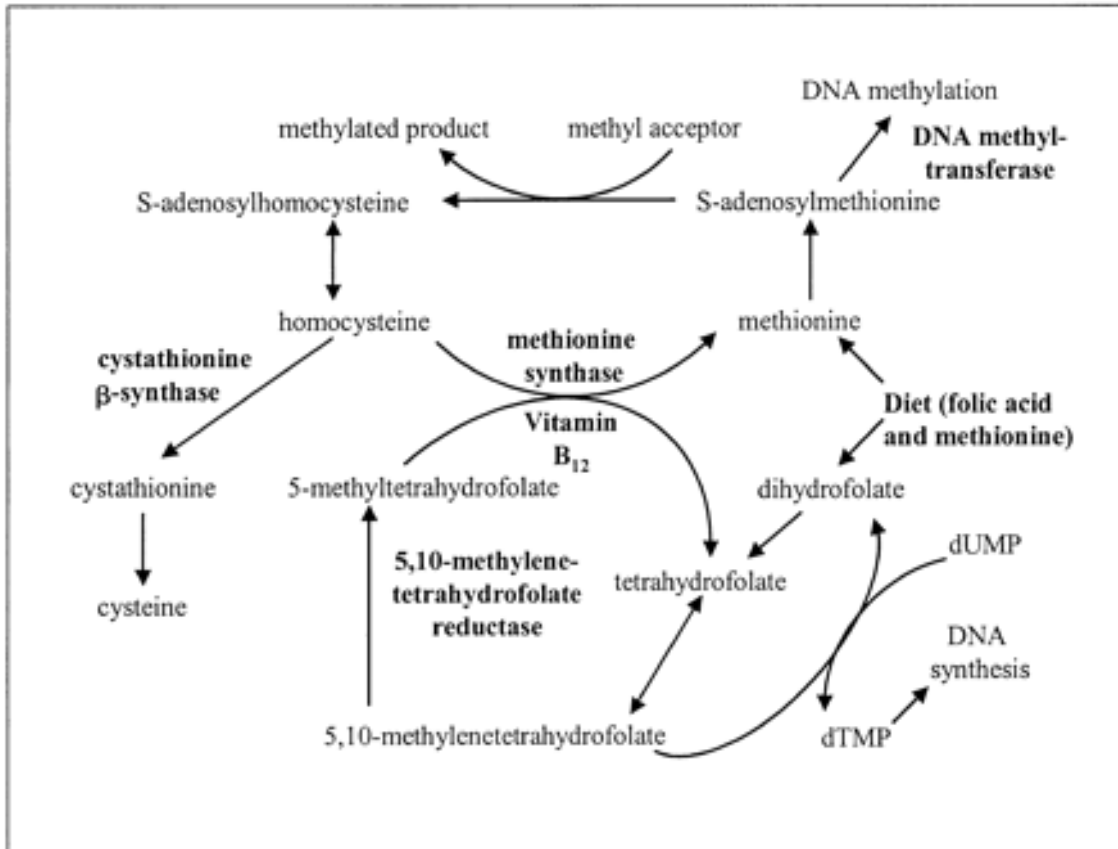 DNA methylation
methylated product
methyl acceptor
DNA methyl-
transferase
S-adenosylhomocysteine
S-adenosylmethionine
homocysteine
methionine
methionine
synthase
cystathionine
β-synthase
Vitamin
B₁₂
Diet (folic acid
and methionine)
cystathionine
5-methyltetrahydrofolate
dihydrofolate
dUMP
5,10-methylene-
tetrahydrofolate
reductase
tetrahydrofolate
cysteine
DNA
synthesis
5,10-methylenetetrahydrofolate
dTMP